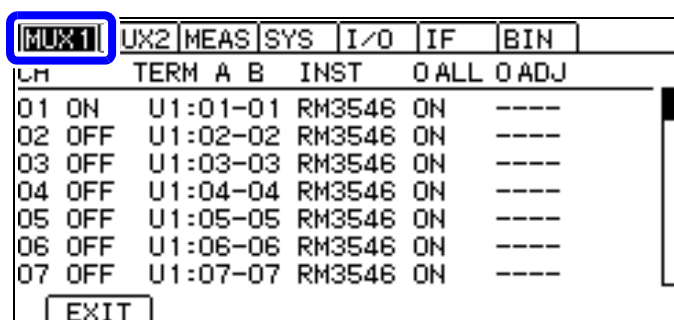 MUX1 UX2 MEAS SYS I/O IF BIN
CH TERM A B INST 0 ALL 0 ADJ
01 ON U1:01-01 RM3546 ON ----
02 OFF U1:02-02 RM3546 ON ----
03 OFF U1:03-03 RM3546 ON ----
04 OFF U1:04-04 RM3546 ON ----
05 OFF U1:05-05 RM3546 ON ----
06 OFF U1:06-06 RM3546 ON ----
07 OFF U1:07-07 RM3546 ON ----
EXIT